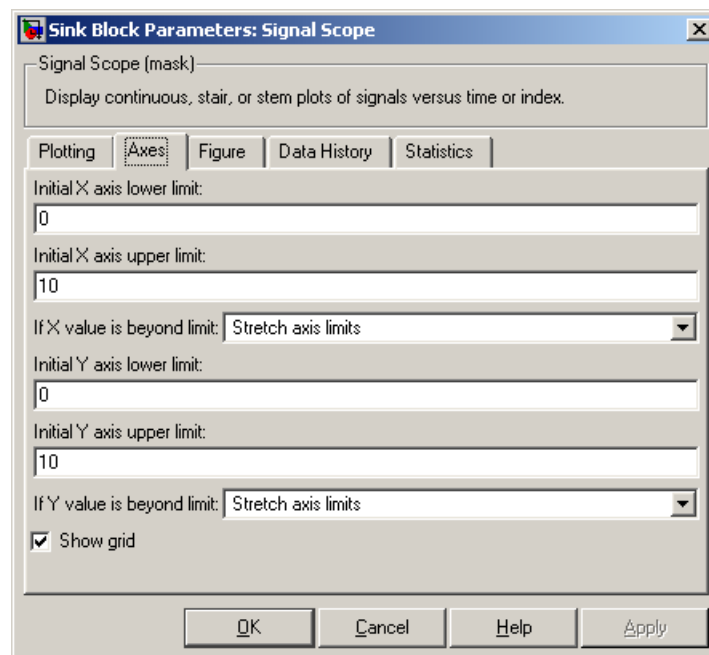 Sink Block Parameters: Signal Scope
Signal Scope (mask)
Display continuous, stair, or stem plots of signals versus time or index.
Plotting Axes Figure Data History Statistics
Initial X axis lower limit:
0
Initial X axis upper limit:
10
If X value is beyond limit: Stretch axis limits
Initial Y axis lower limit:
0
Initial Y axis upper limit:
10
If Y value is beyond limit: Stretch axis limits
Show grid
OK Cancel Help Apply